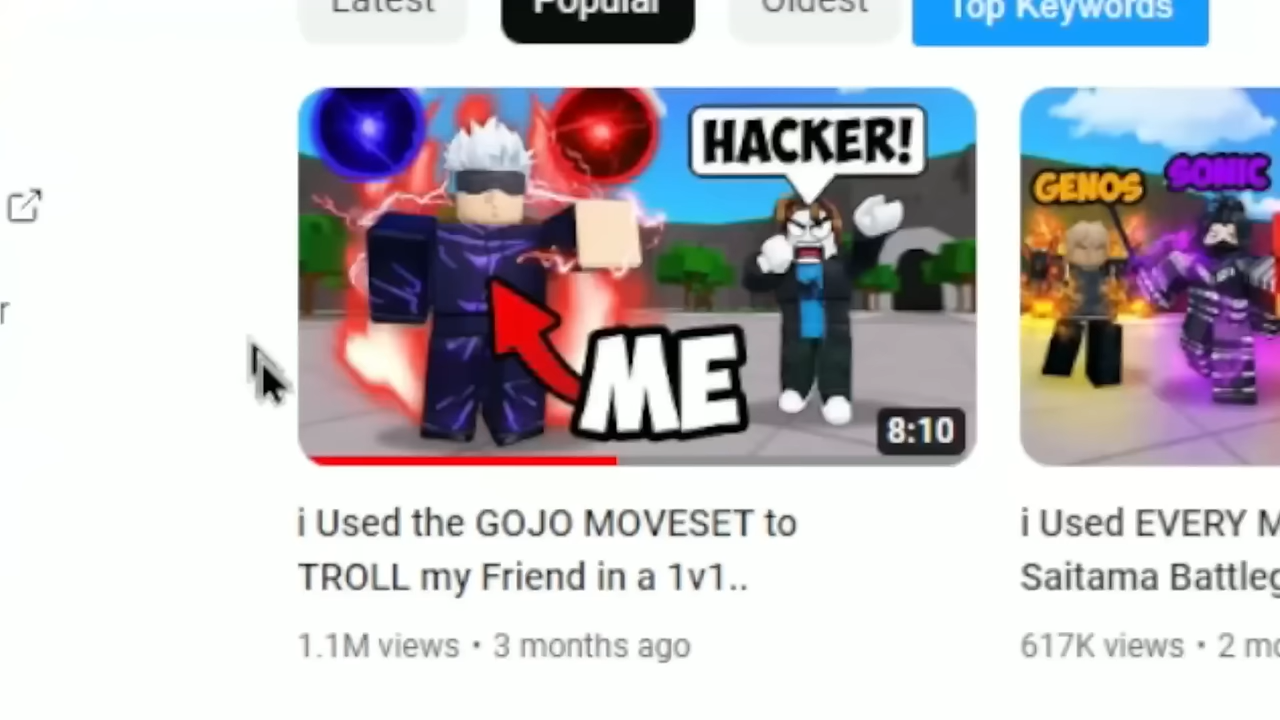 Latest Popular Oldest Top Keywords
HACKER!
GENOS SONIC
ME
8:10
r
i Used the GOJO MOVESET to
TROLL my Friend in a 1v1..
1.1M views • 3 months ago
i Used EVERY M
Saitama Battleg
617K views • 2 mo